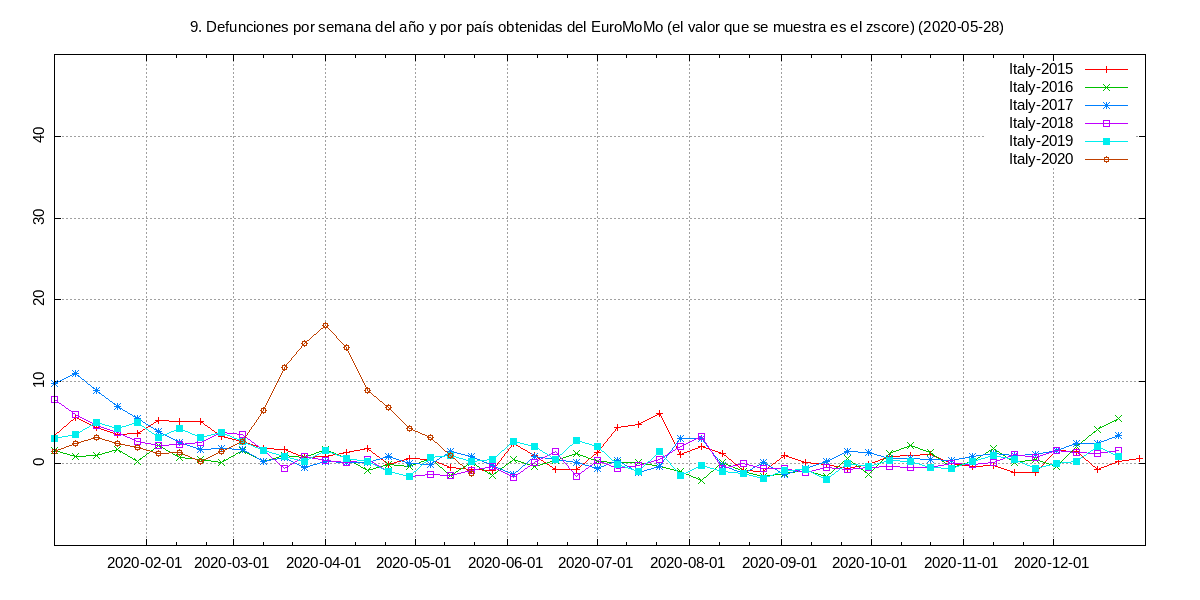 9. Defunciones por semana del año y por país obtenidas del EuroMoMo (el valor que se muestra es el zscore) (2020-05-28)
Italy-2015
Italy-2016
Italy-2017
Italy-2018
Italy-2019
Italy-2020
40
30
20
10
0
2020-02-01 2020-03-01 2020-04-01 2020-05-01 2020-06-01 2020-07-01 2020-08-01 2020-09-01 2020-10-01 2020-11-01 2020-12-01